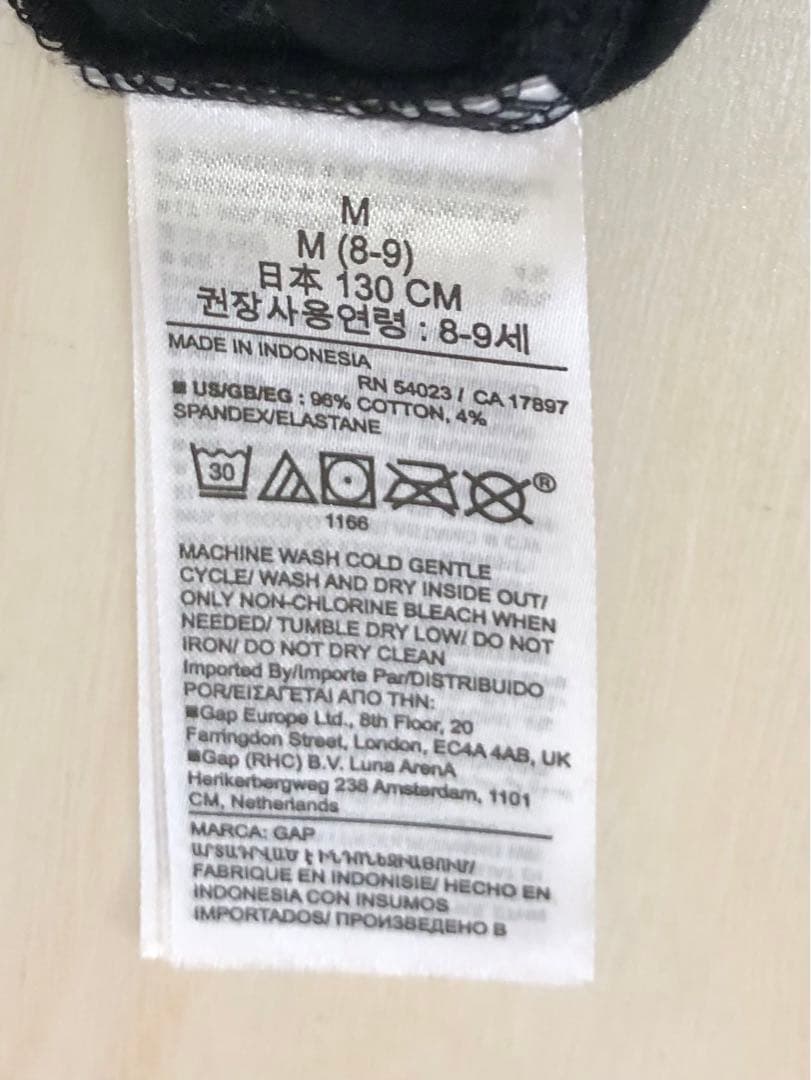 M
M (8-9)
日本 130 CM
권장사용연령 : 8-9세
MADE IN INDONESIA
RN 54023 / CA 17897
■ US/GB/EG : 96% COTTON, 4%
SPANDEX/ELASTANE
30
®
1166
MACHINE WASH COLD GENTLE
CYCLE/ WASH AND DRY INSIDE OUT/
ONLY NON-CHLORINE BLEACH WHEN
NEEDED/ TUMBLE DRY LOW/ DO NOT
IRON/ DO NOT DRY CLEAN
Imported By/Importe Par/DISTRIBUIDO
POR/ΕΙΣΑΓΕΤΑΙ ΑΠΟ ΤΗΝ:
■Gap Europe Ltd., 8th Floor, 20
Farringdon Street, London, EC4A 4AB, UK
■Gap (RHC) B.V. Luna ArenA
Herikerbergweg 238 Amsterdam, 1101
CM, Netherlands
MARCA: GAP
ԱՐՏԱԴՐՎԱԾ Է ԻՆԴՈՆԵԶԻԱՅՈՒՄ/
FABRIQUE EN INDONISIE/ HECHO EN
INDONESIA CON INSUMOS
IMPORTADOS/ ПРОИЗВЕДЕНО В